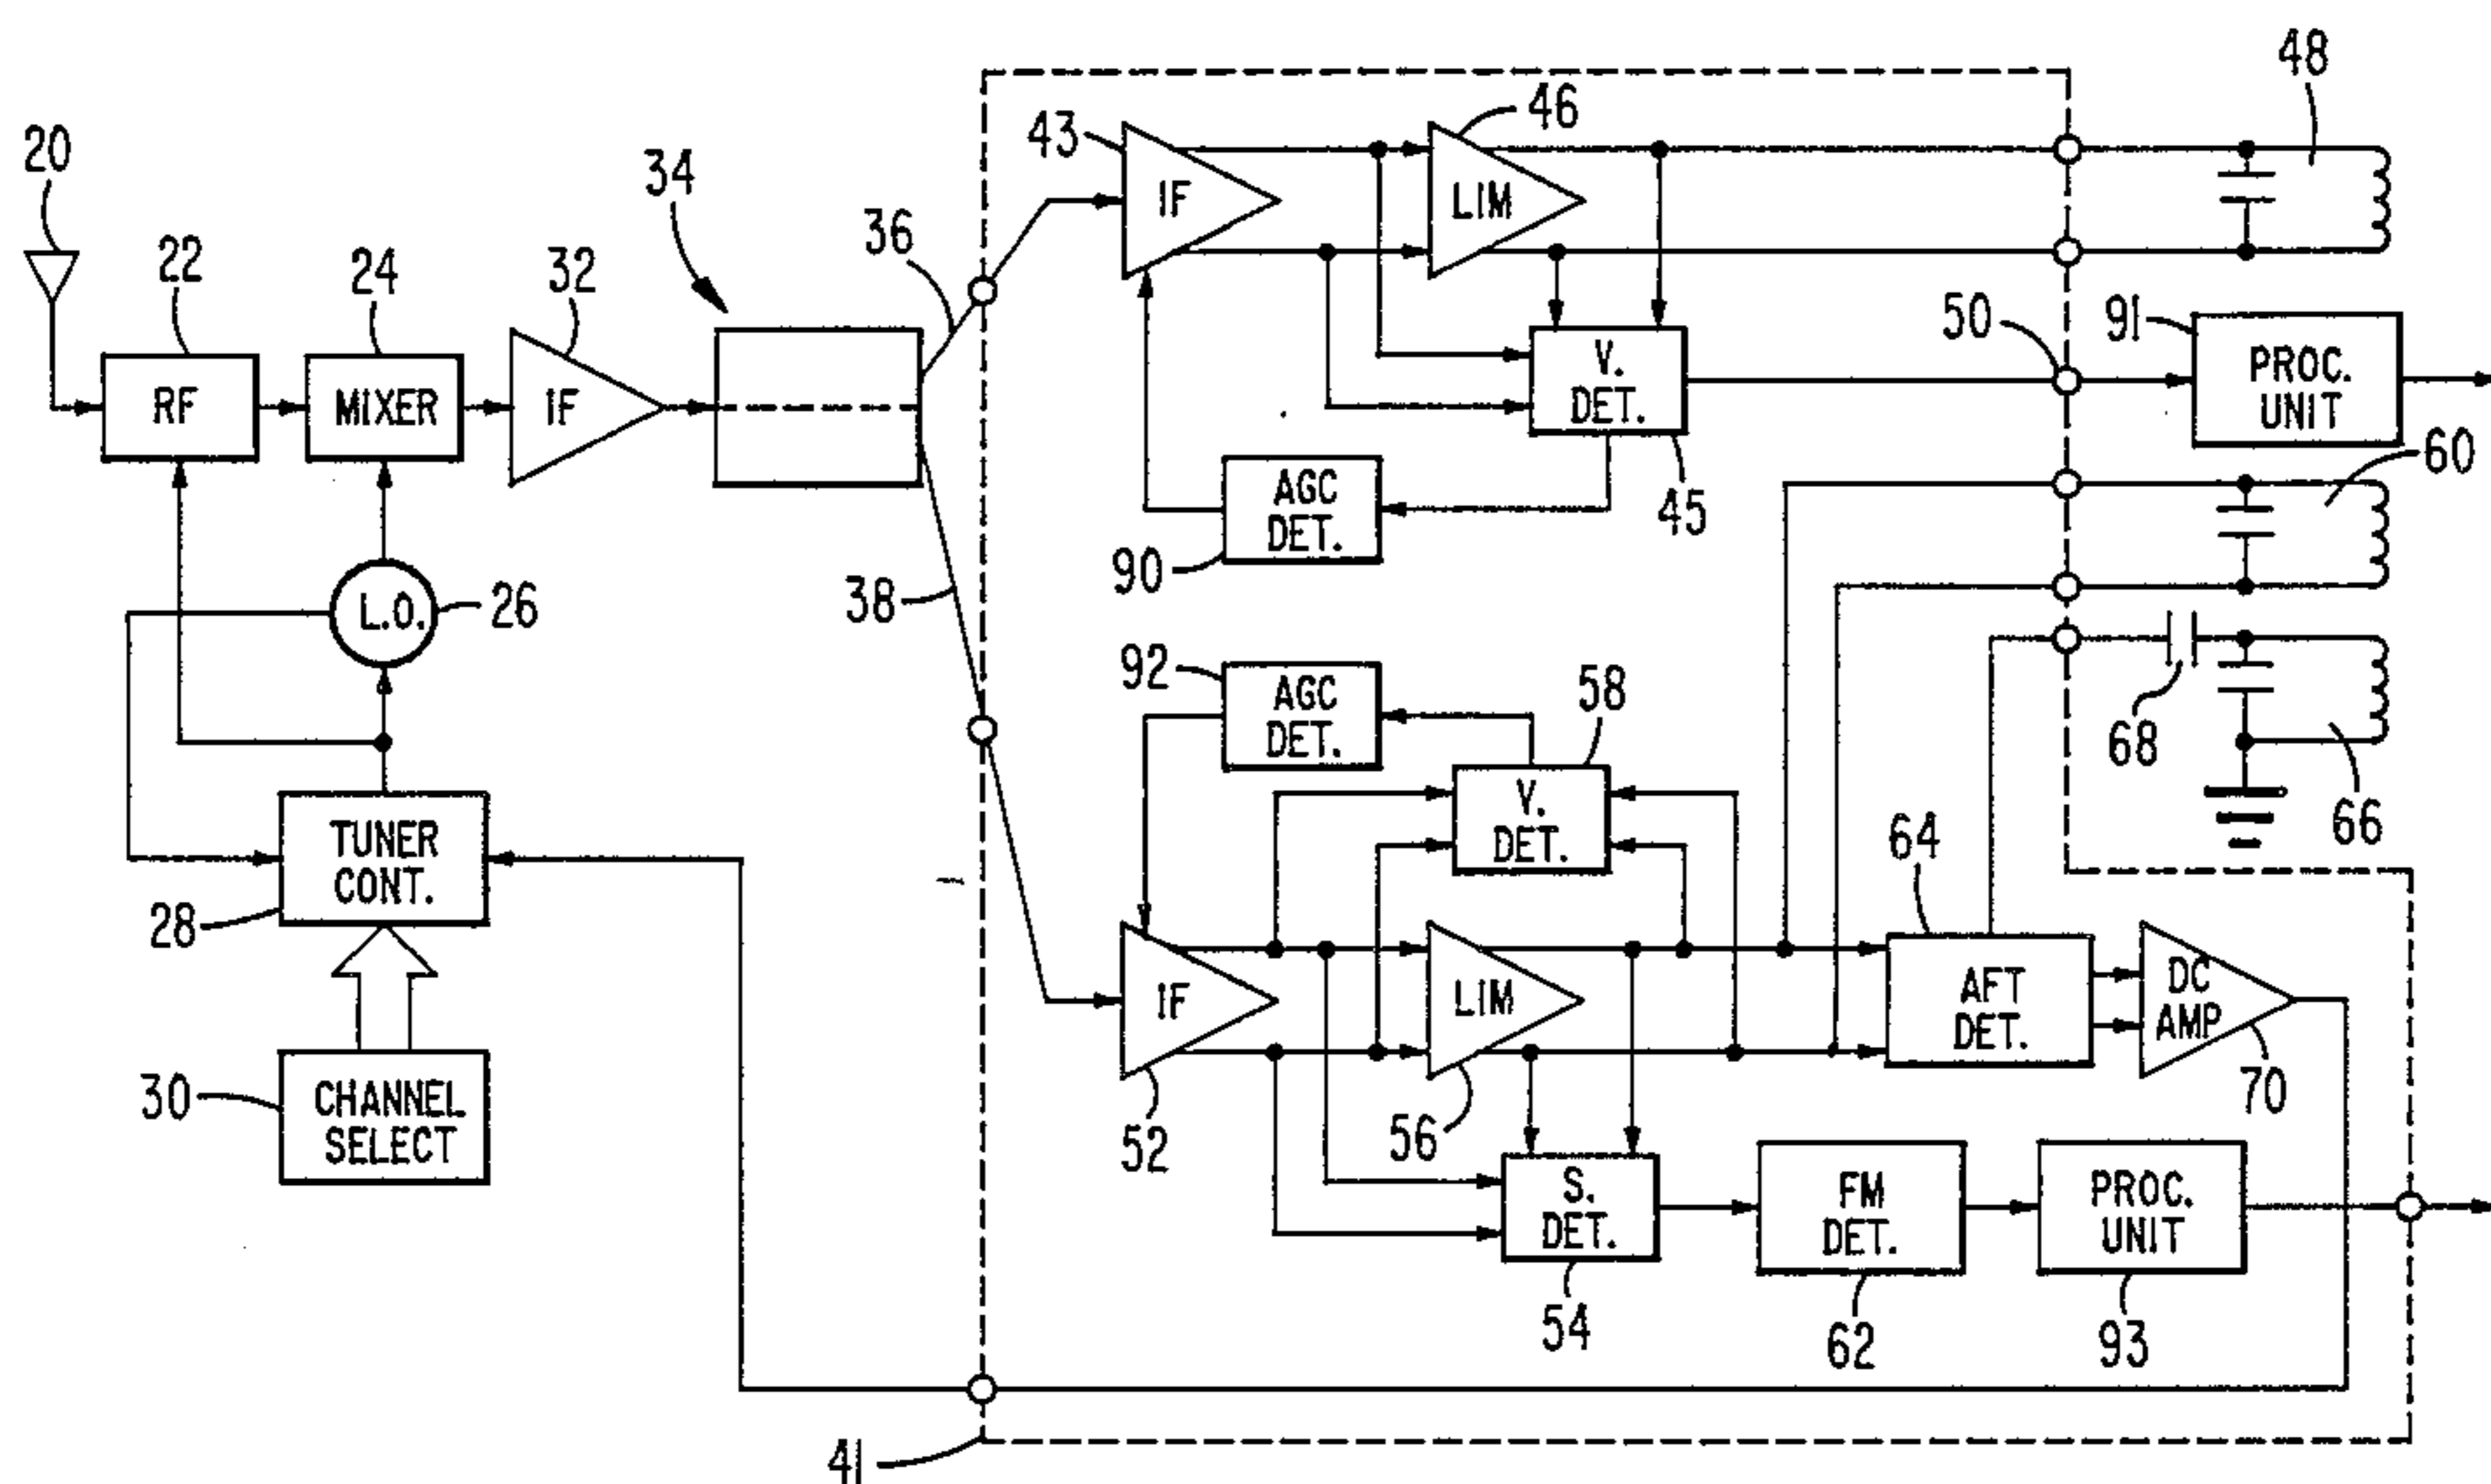 20
22
RF
24
MIXER
32
IF
34
36
38
L.O.
26
TUNER
CONT.
28
30
CHANNEL
SELECT
41
43
IF
46
LIM
V.
DET.
45
AGC
DET.
90
48
50
91
PROC.
UNIT
60
68
66
92
AGC
DET.
58
V.
DET.
IF
52
LIM
56
64
AFT
DET.
DC
AMP
70
S.
DET.
54
FM
DET.
62
PROC.
UNIT
93